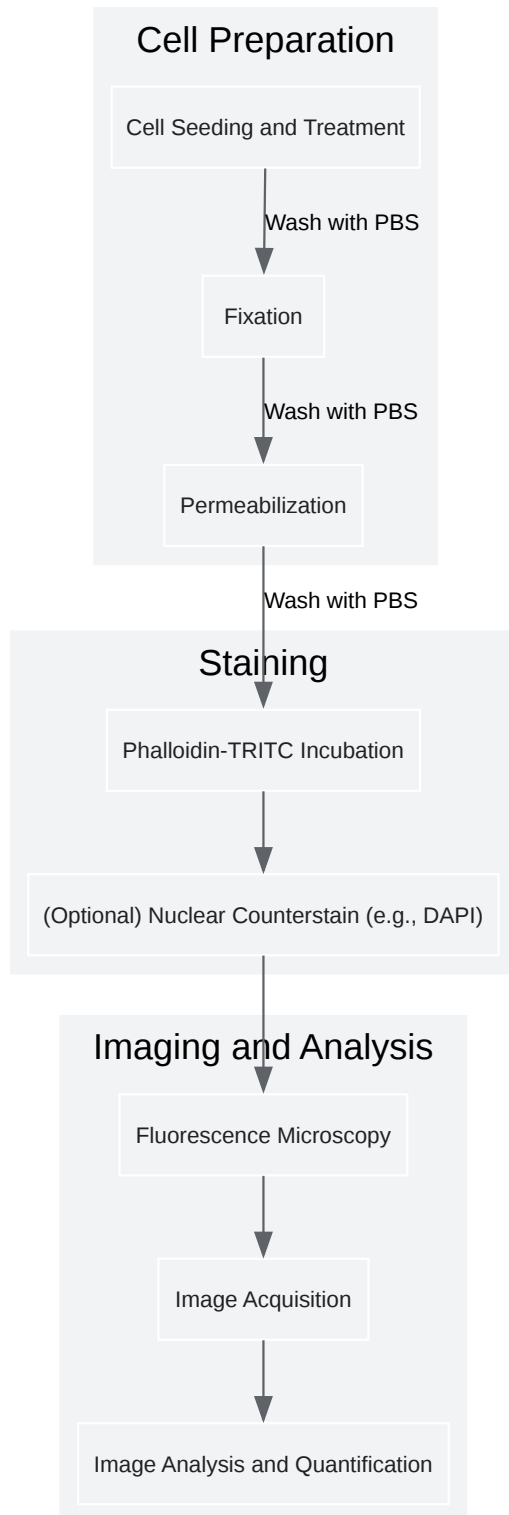 Cell Preparation
Cell Seeding and Treatment
Wash with PBS
Fixation
Wash with PBS
Permeabilization
Wash with PBS
Staining
Phalloidin-TRITC Incubation
(Optional) Nuclear Counterstain (e.g., DAPI)
Imaging and Analysis
Fluorescence Microscopy
Image Acquisition
Image Analysis and Quantification